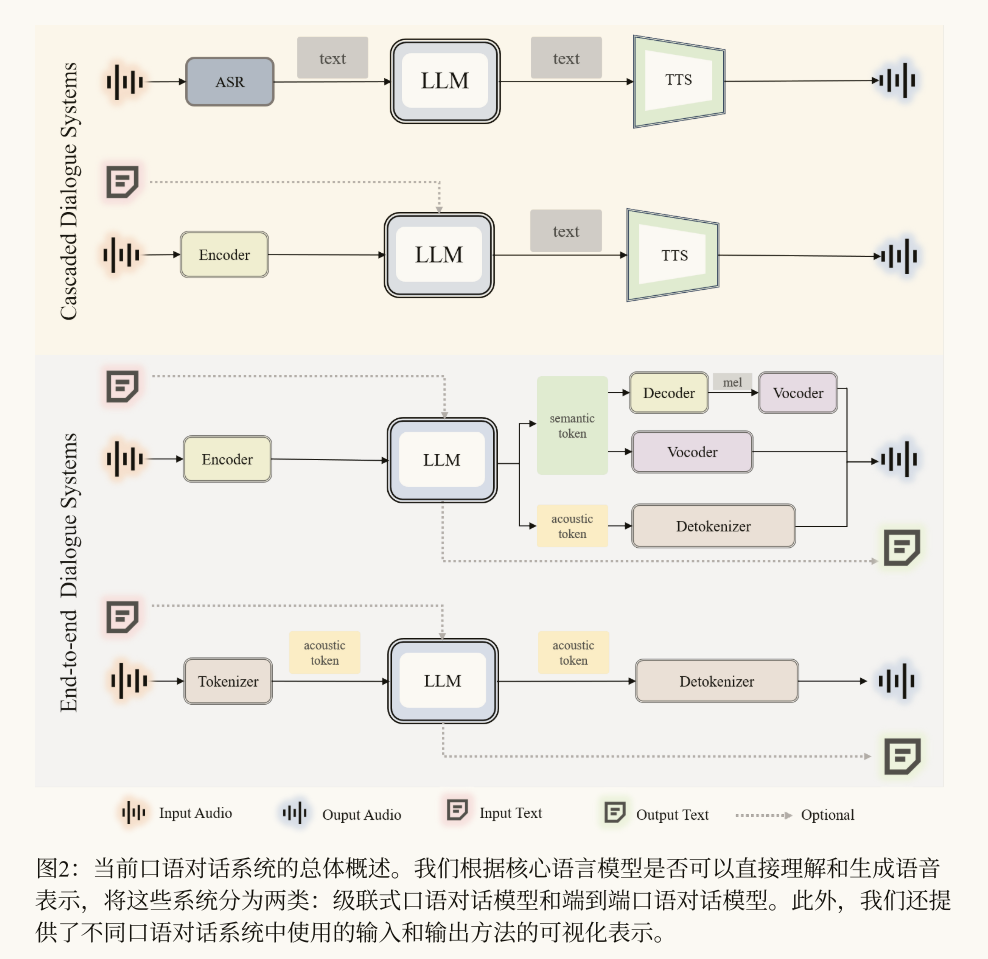 Cascaded Dialogue Systems
text
text
ASR
LLM
TTS
text
Encoder
LLM
TTS
End-to-end Dialogue Systems
semantic
token
Decoder
mel
Vocoder
Encoder
LLM
Vocoder
acoustic
token
Detokenizer
acoustic
token
acoustic
token
Tokenizer
LLM
Detokenizer
Input Audio
Ouput Audio
Input Text
Output Text
Optional
图2：当前口语对话系统的总体概述。我们根据核心语言模型是否可以直接理解和生成语音
表示，将这些系统分为两类：级联式口语对话模型和端到端口语对话模型。此外，我们还提
供了不同口语对话系统中使用的输入和输出方法的可视化表示。